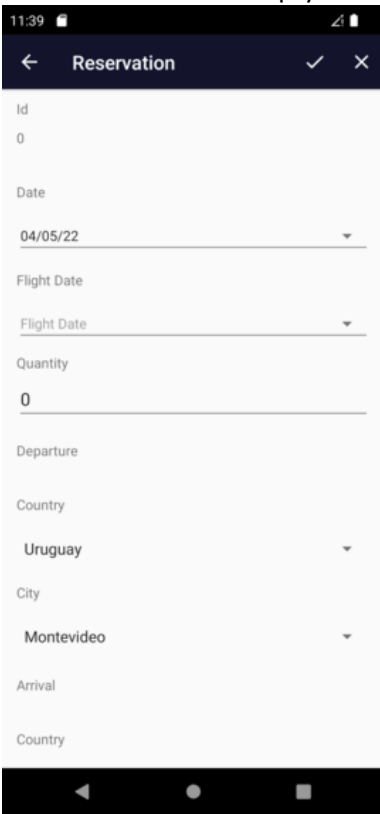 11:39
Reservation
Id
0
Date
04/05/22
Flight Date
Flight Date
Quantity
0
Departure
Country
Uruguay
City
Montevideo
Arrival
Country